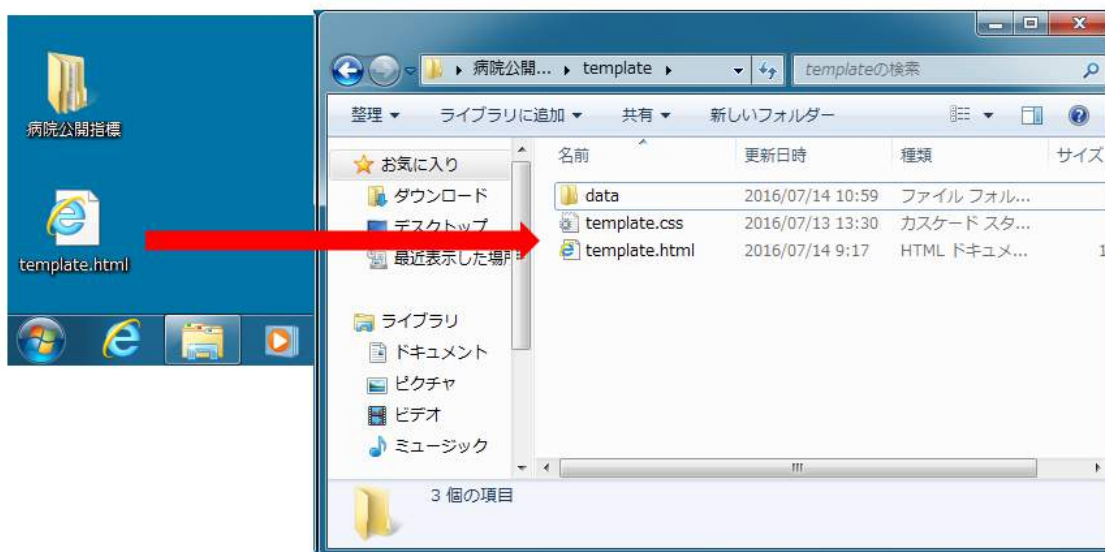 病院公開指標
template.html
病院公開... template
templateの検索
整理 ライブラリに追加 共有 新しいフォルダー
お気に入り
ダウンロード
デスクトップ
最近表示した場所
ライブラリ
ドキュメント
ピクチャ
ビデオ
ミュージック
名前 更新日時 種類 サイズ
data 2016/07/14 10:59 ファイル フォル...
template.css 2016/07/13 13:30 カスケード スタ...
template.html 2016/07/14 9:17 HTML ドキュメ... 1
3 個の項目